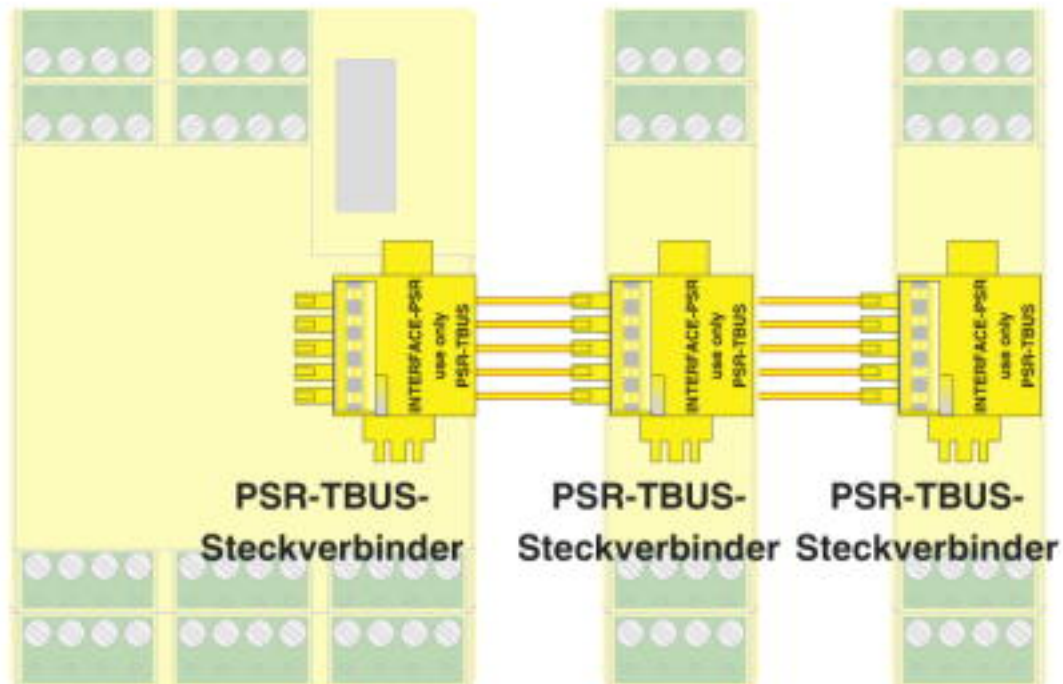 INTERFACE-PSR
use only
PSR-TBUS
INTERFACE-PSR
use only
PSR-TBUS
INTERFACE-PSR
use only
PSR-TBUS
PSR-TBUS-
Steckverbinder
PSR-TBUS-
Steckverbinder
PSR-TBUS-
Steckverbinder